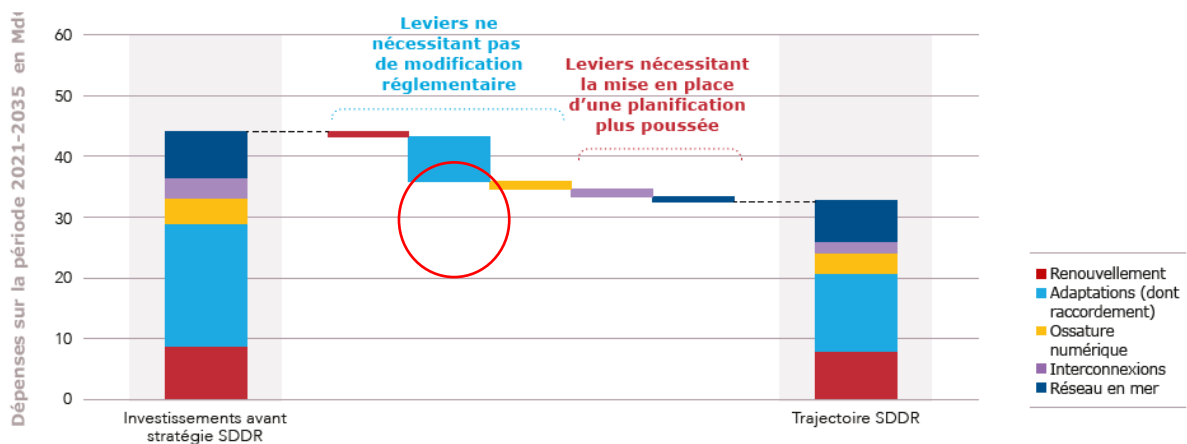 Dépenses sur la période 2021-2035 en Md
60
50
40
30
20
10
0
Leviers ne
nécessitant pas
de modification
réglementaire
Leviers nécessitant
la mise en place
d'une planification
plus poussée
Investissements avant
stratégie SDDR
Trajectoire SDDR
Renouvellement
Adaptations (dont
raccordement)
Ossature
numérique
Interconnexions
Réseau en mer